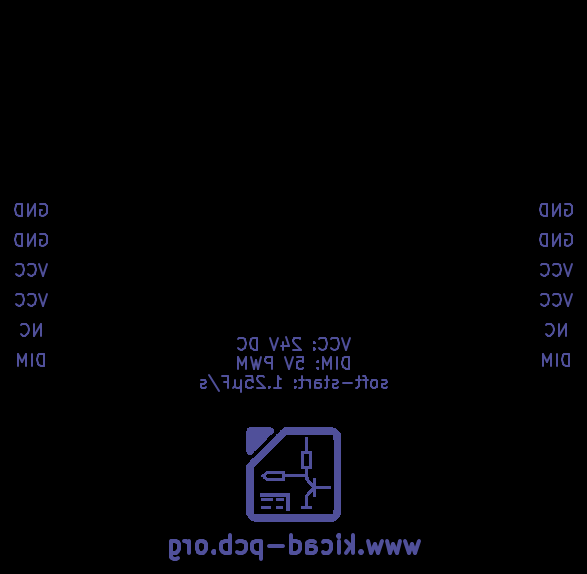 GND
GND
VCC
VCC
NC
DIM
GND
GND
VCC
VCC
NC
DIM
VCC: 24V DC
DIM: 5V PWM
soft-start: 1.25µF/s
www.kicad-pcb.org